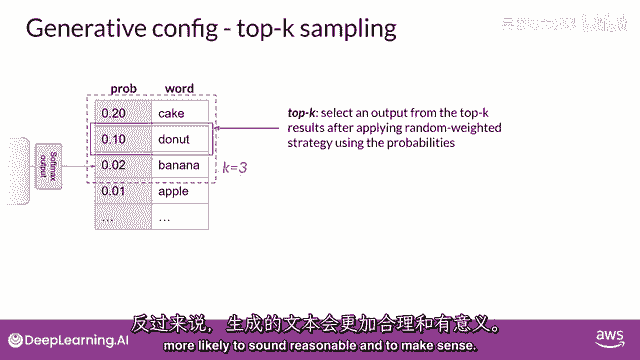 Generative config - top-k sampling
prob word
0.20 cake
0.10 donut
0.02 banana
0.01 apple
... ...
Softmax
output
k=3
top-k: select an output from the top-k
results after applying random-weighted
strategy using the probabilities
反过来说，生成的文本会更加合理和有意义。
more likely to sound reasonable and to make sense.
DeepLearning.AI
aws